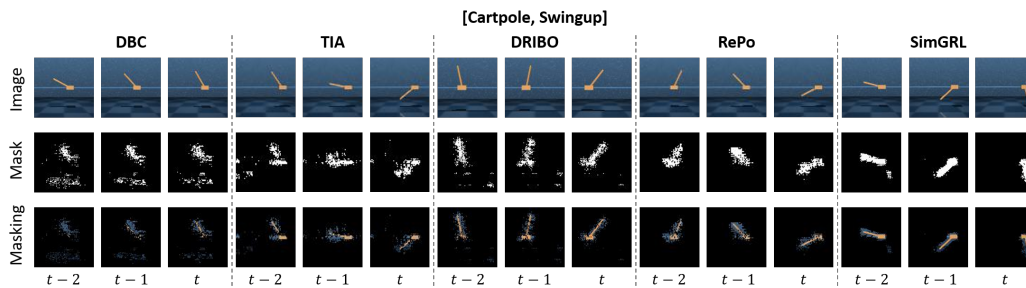 [Cartpole, Swingup]
DBC TIA DRIBO RePo SimGRL
Image
Mask
Masking
t − 2 t − 1 t t − 2 t − 1 t t − 2 t − 1 t t − 2 t − 1 t t − 2 t − 1 t